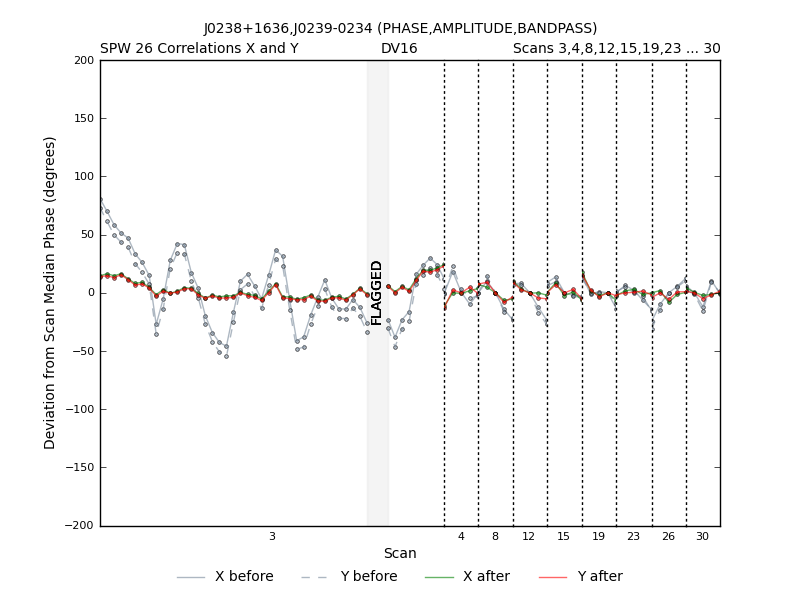 J0238+1636,J0239-0234 (PHASE,AMPLITUDE,BANDPASS)
SPW 26 Correlations X and Y DV16 Scans 3,4,8,12,15,19,23 ... 30
Deviation from Scan Median Phase (degrees)
200
150
100
50
0
−50
−100
−150
−200
FLAGGED
3 4 8 12 15 19 23 26 30
Scan
X before Y before X after Y after